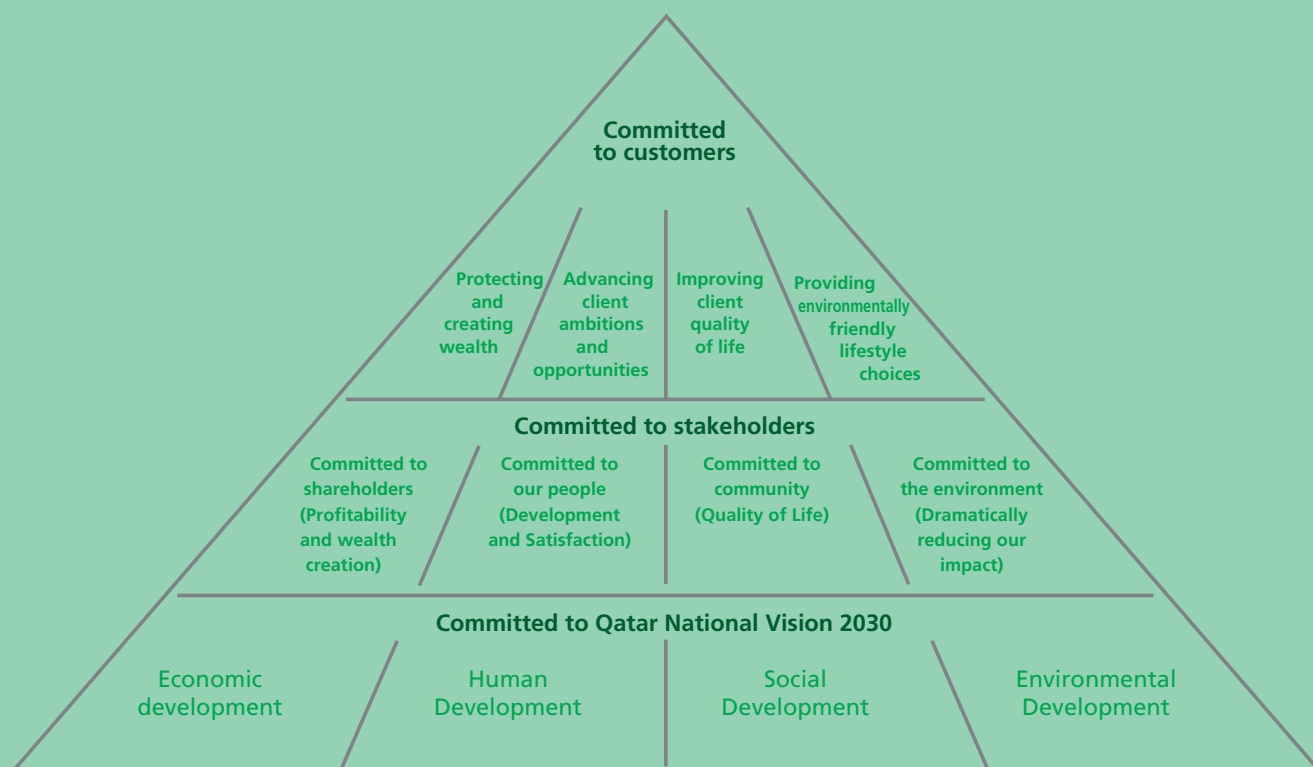 Committed
to customers
Protecting
and
creating
wealth
Advancing
client
ambitions
and
opportunities
Improving
client
quality
of life
Providing
environmentally
friendly
lifestyle
choices
Committed to stakeholders
Committed to
shareholders
(Profitability
and wealth
creation)
Committed to
our people
(Development
and Satisfaction)
Committed to
community
(Quality of Life)
Committed to
the environment
(Dramatically
reducing our
impact)
Committed to Qatar National Vision 2030
Economic
development
Human
Development
Social
Development
Environmental
Development